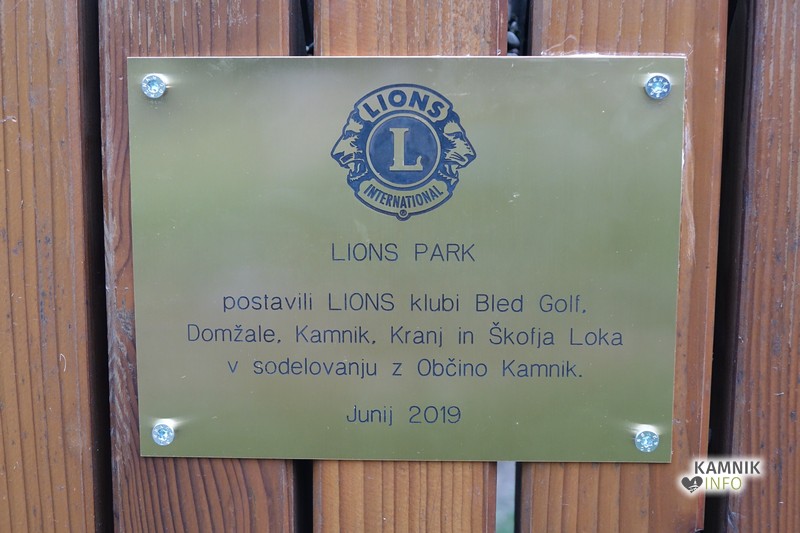 LIONS
L
INTERNATIONAL
LIONS PARK
postavili LIONS klubi Bled Golf,
Domžale, Kamnik, Kranj in Škofja Loka
v sodelovanju z Občino Kamnik.
Junij 2019
KAMNIK
INFO